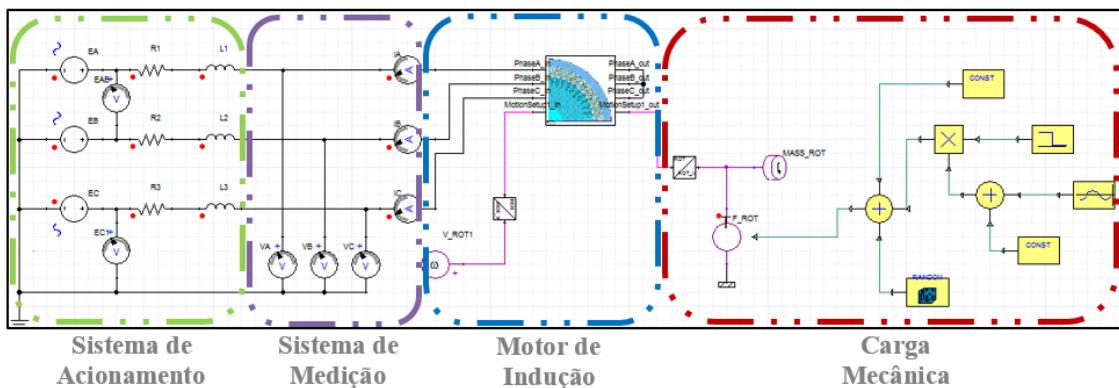 EA
R1
L1
IA
EAB
V
A
EB
R2
L2
IB
A
EC
R3
L3
IC
A
EC1
V
VA
VB
VC
V
V
V
V_ROT1
ω
PhaseA_in
PhaseA_out
PhaseB_in
PhaseB_out
PhaseC_in
PhaseC_out
MotionSetup1_in
MotionSetup1_out
MASS_ROT
F_ROT
CONST
CONST
RANDOM
Sistema de
Acionamento
Sistema de
Medição
Motor de
Indução
Carga
Mecânica